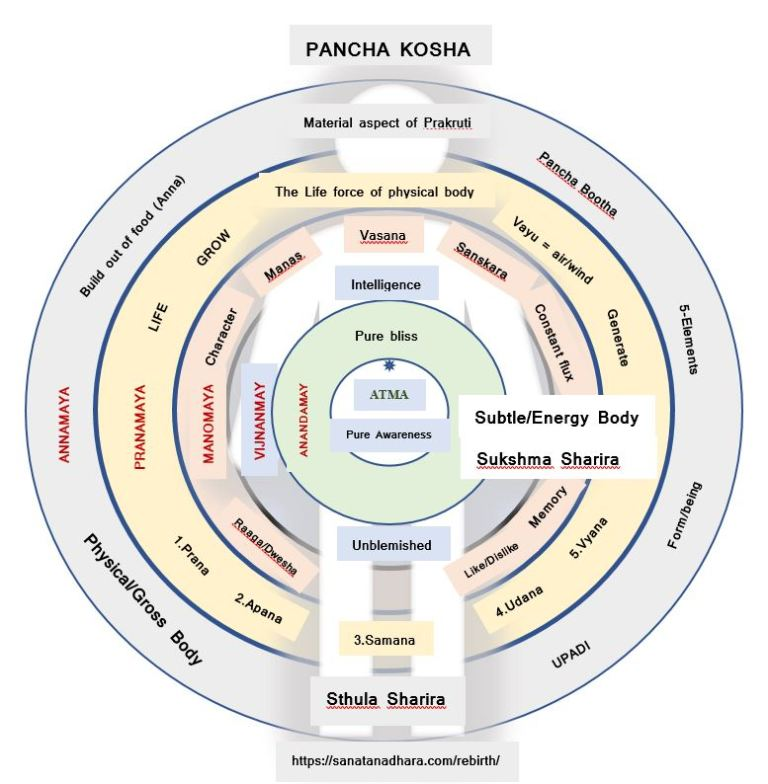 PANCHA KOSHA
Material aspect of Prakruti
Build out of food (Anna)
Pancha Bootha
The Life force of physical body
GROW
Vayu = air/wind
Vasana
Manas
Sanskara
Intelligence
LIFE
Character
Constant flux
Generate
5-Elements
Pure bliss
ANNAMAYA
PRANAMAYA
MANOMAYA
VIJNANMAY
ANANDAMAY
ATMA
Pure Awareness
Subtle/Energy Body
Sukshma Sharira
Form/being
Memory
Raaga/Dwesha
Unblemished
Like/Dislike
1.Prana
5.Vyana
Physical/Gross Body
2.Apana
4.Udana
3.Samana
UPADI
Sthula Sharira
https://sanatanadhara.com/rebirth/